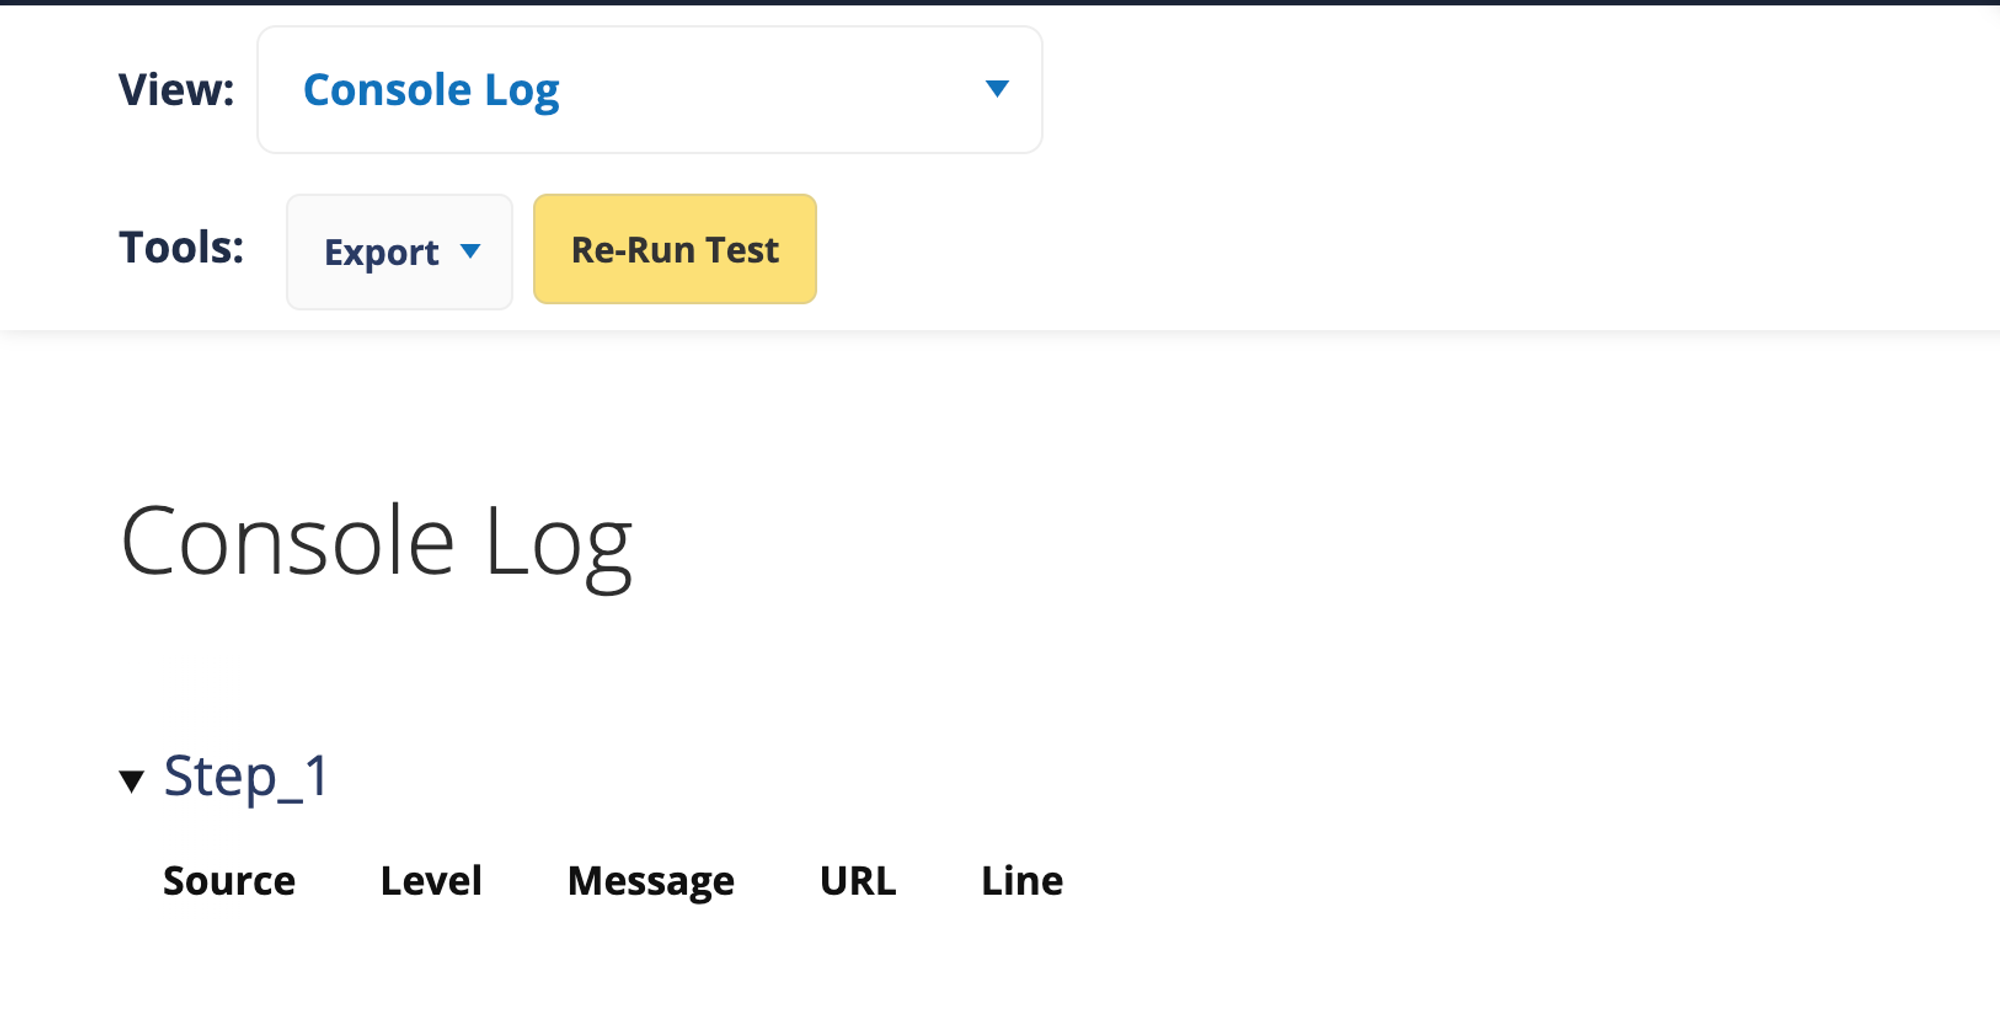 View: Console Log
Tools: Export Re-Run Test
Console Log
Step_1
Source Level Message URL Line